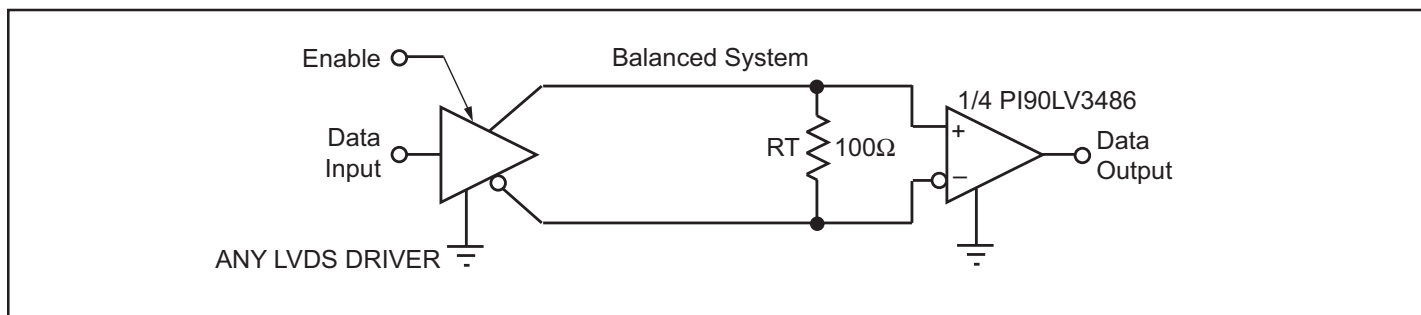 Enable
Balanced System
1/4 PI90LV3486
Data
Input
RT
100Ω
+
−
Data
Output
ANY LVDS DRIVER